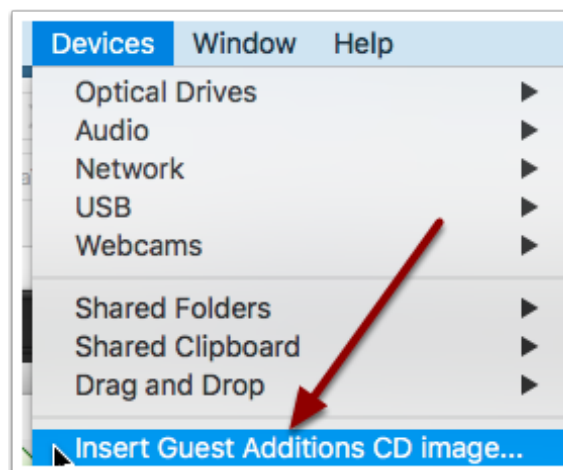 Devices Window Help
Optical Drives
Audio
Network
USB
Webcams
Shared Folders
Shared Clipboard
Drag and Drop
Insert Guest Additions CD image...